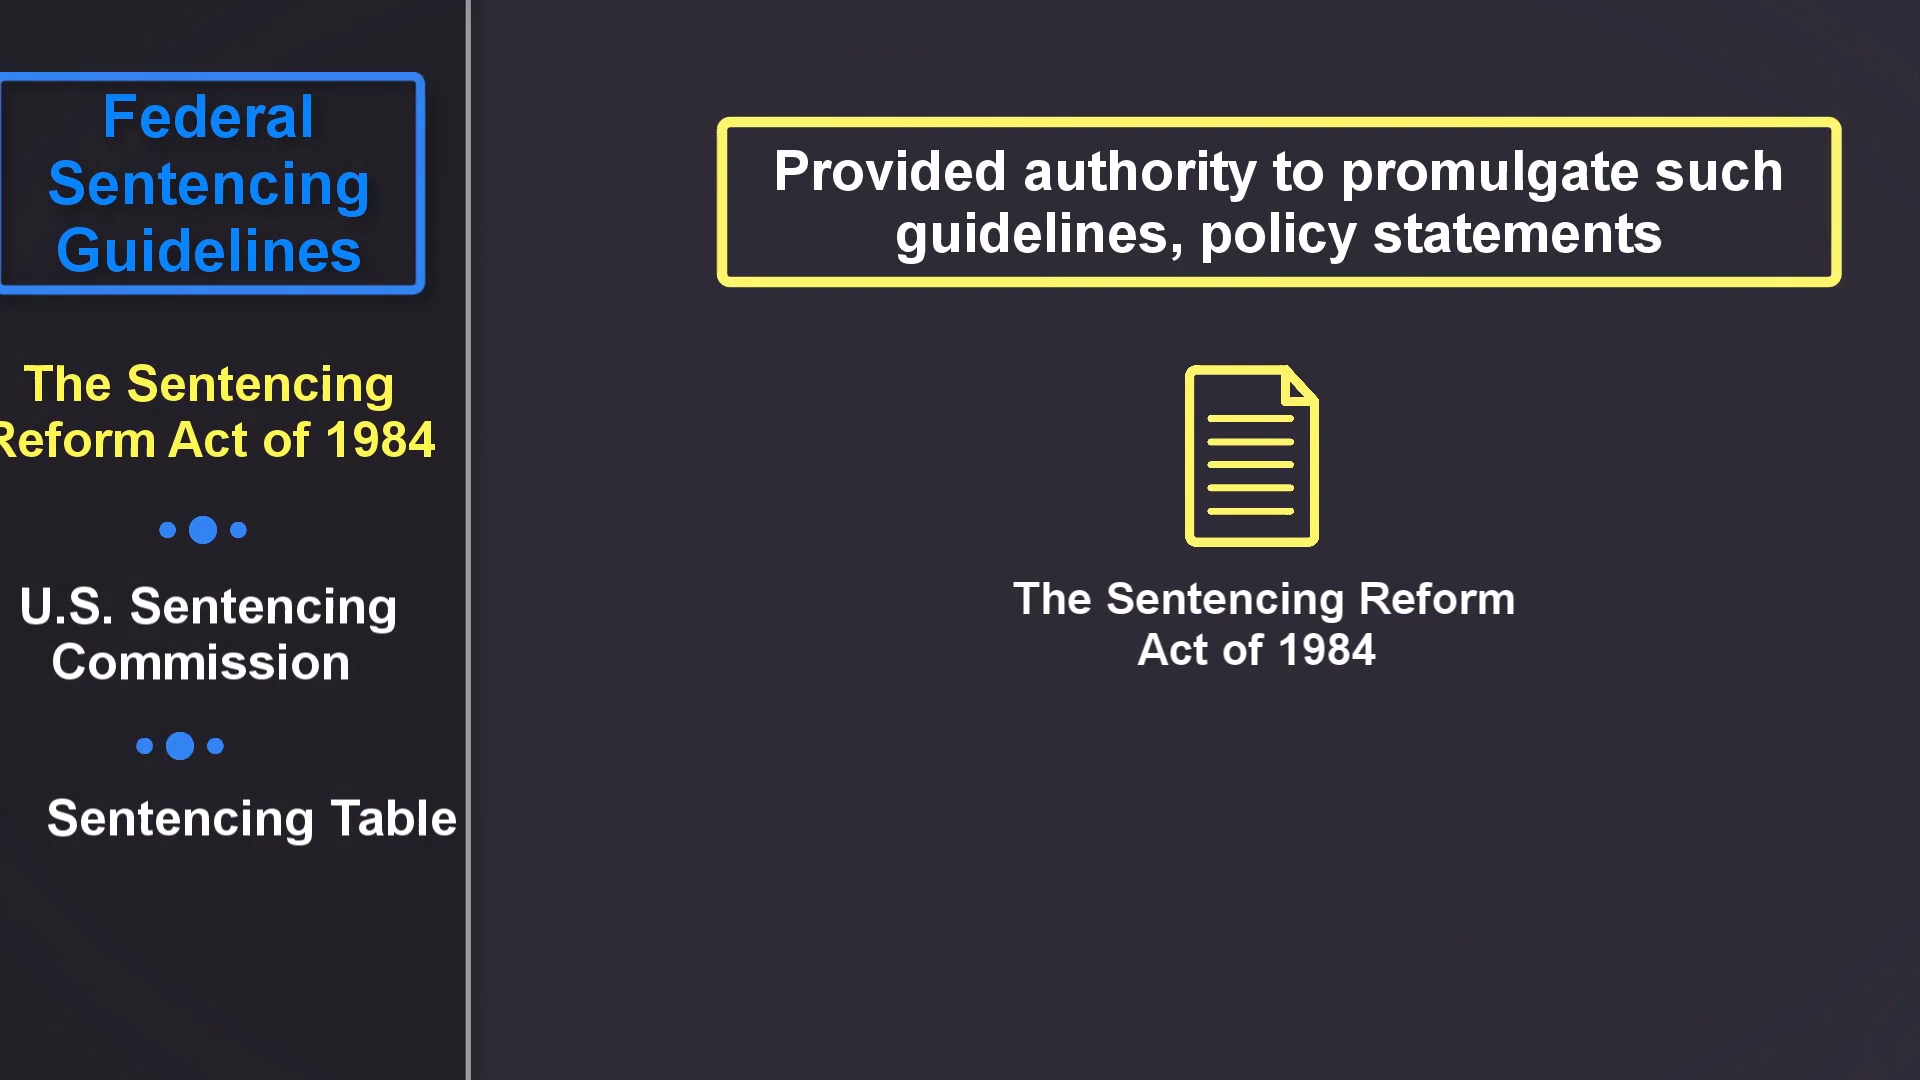 Federal
Sentencing
Guidelines
The Sentencing
Reform Act of 1984
U.S. Sentencing
Commission
Sentencing Table
Provided authority to promulgate such
guidelines, policy statements
The Sentencing Reform
Act of 1984